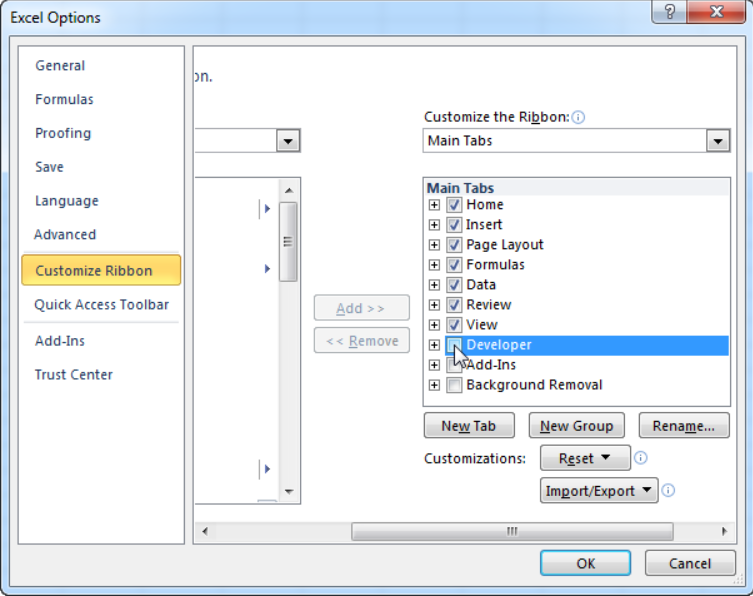 Excel Options
General
Formulas
Proofing
Save
Language
Advanced
Customize Ribbon
Quick Access Toolbar
Add-Ins
Trust Center
on.
Add >>
<< Remove
Customize the Ribbon:
Main Tabs
Main Tabs
Home
Insert
Page Layout
Formulas
Data
Review
View
Developer
Add-Ins
Background Removal
New Tab New Group Rename...
Customizations: Reset
Import/Export
OK Cancel